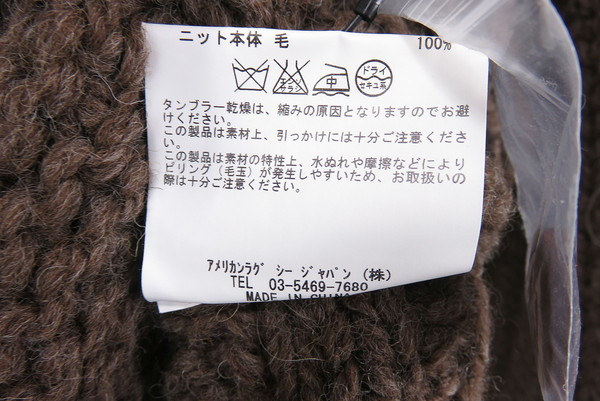 ニット本体 毛 100%
エンソ サラシ 中 ドライ セキユ系
タンブラー乾燥は、縮みの原因となりますのでお避
けください。
この製品は素材上、引っかけには十分ご注意くださ
い。
この製品は素材の特性上、水ぬれや摩擦などにより
ピリング（毛玉）が発生しやすいため、お取扱いの
際は十分ご注意ください。
アメリカンラグ シー ジャパン（株）
TEL 03-5469-7680
MADE IN CHINA